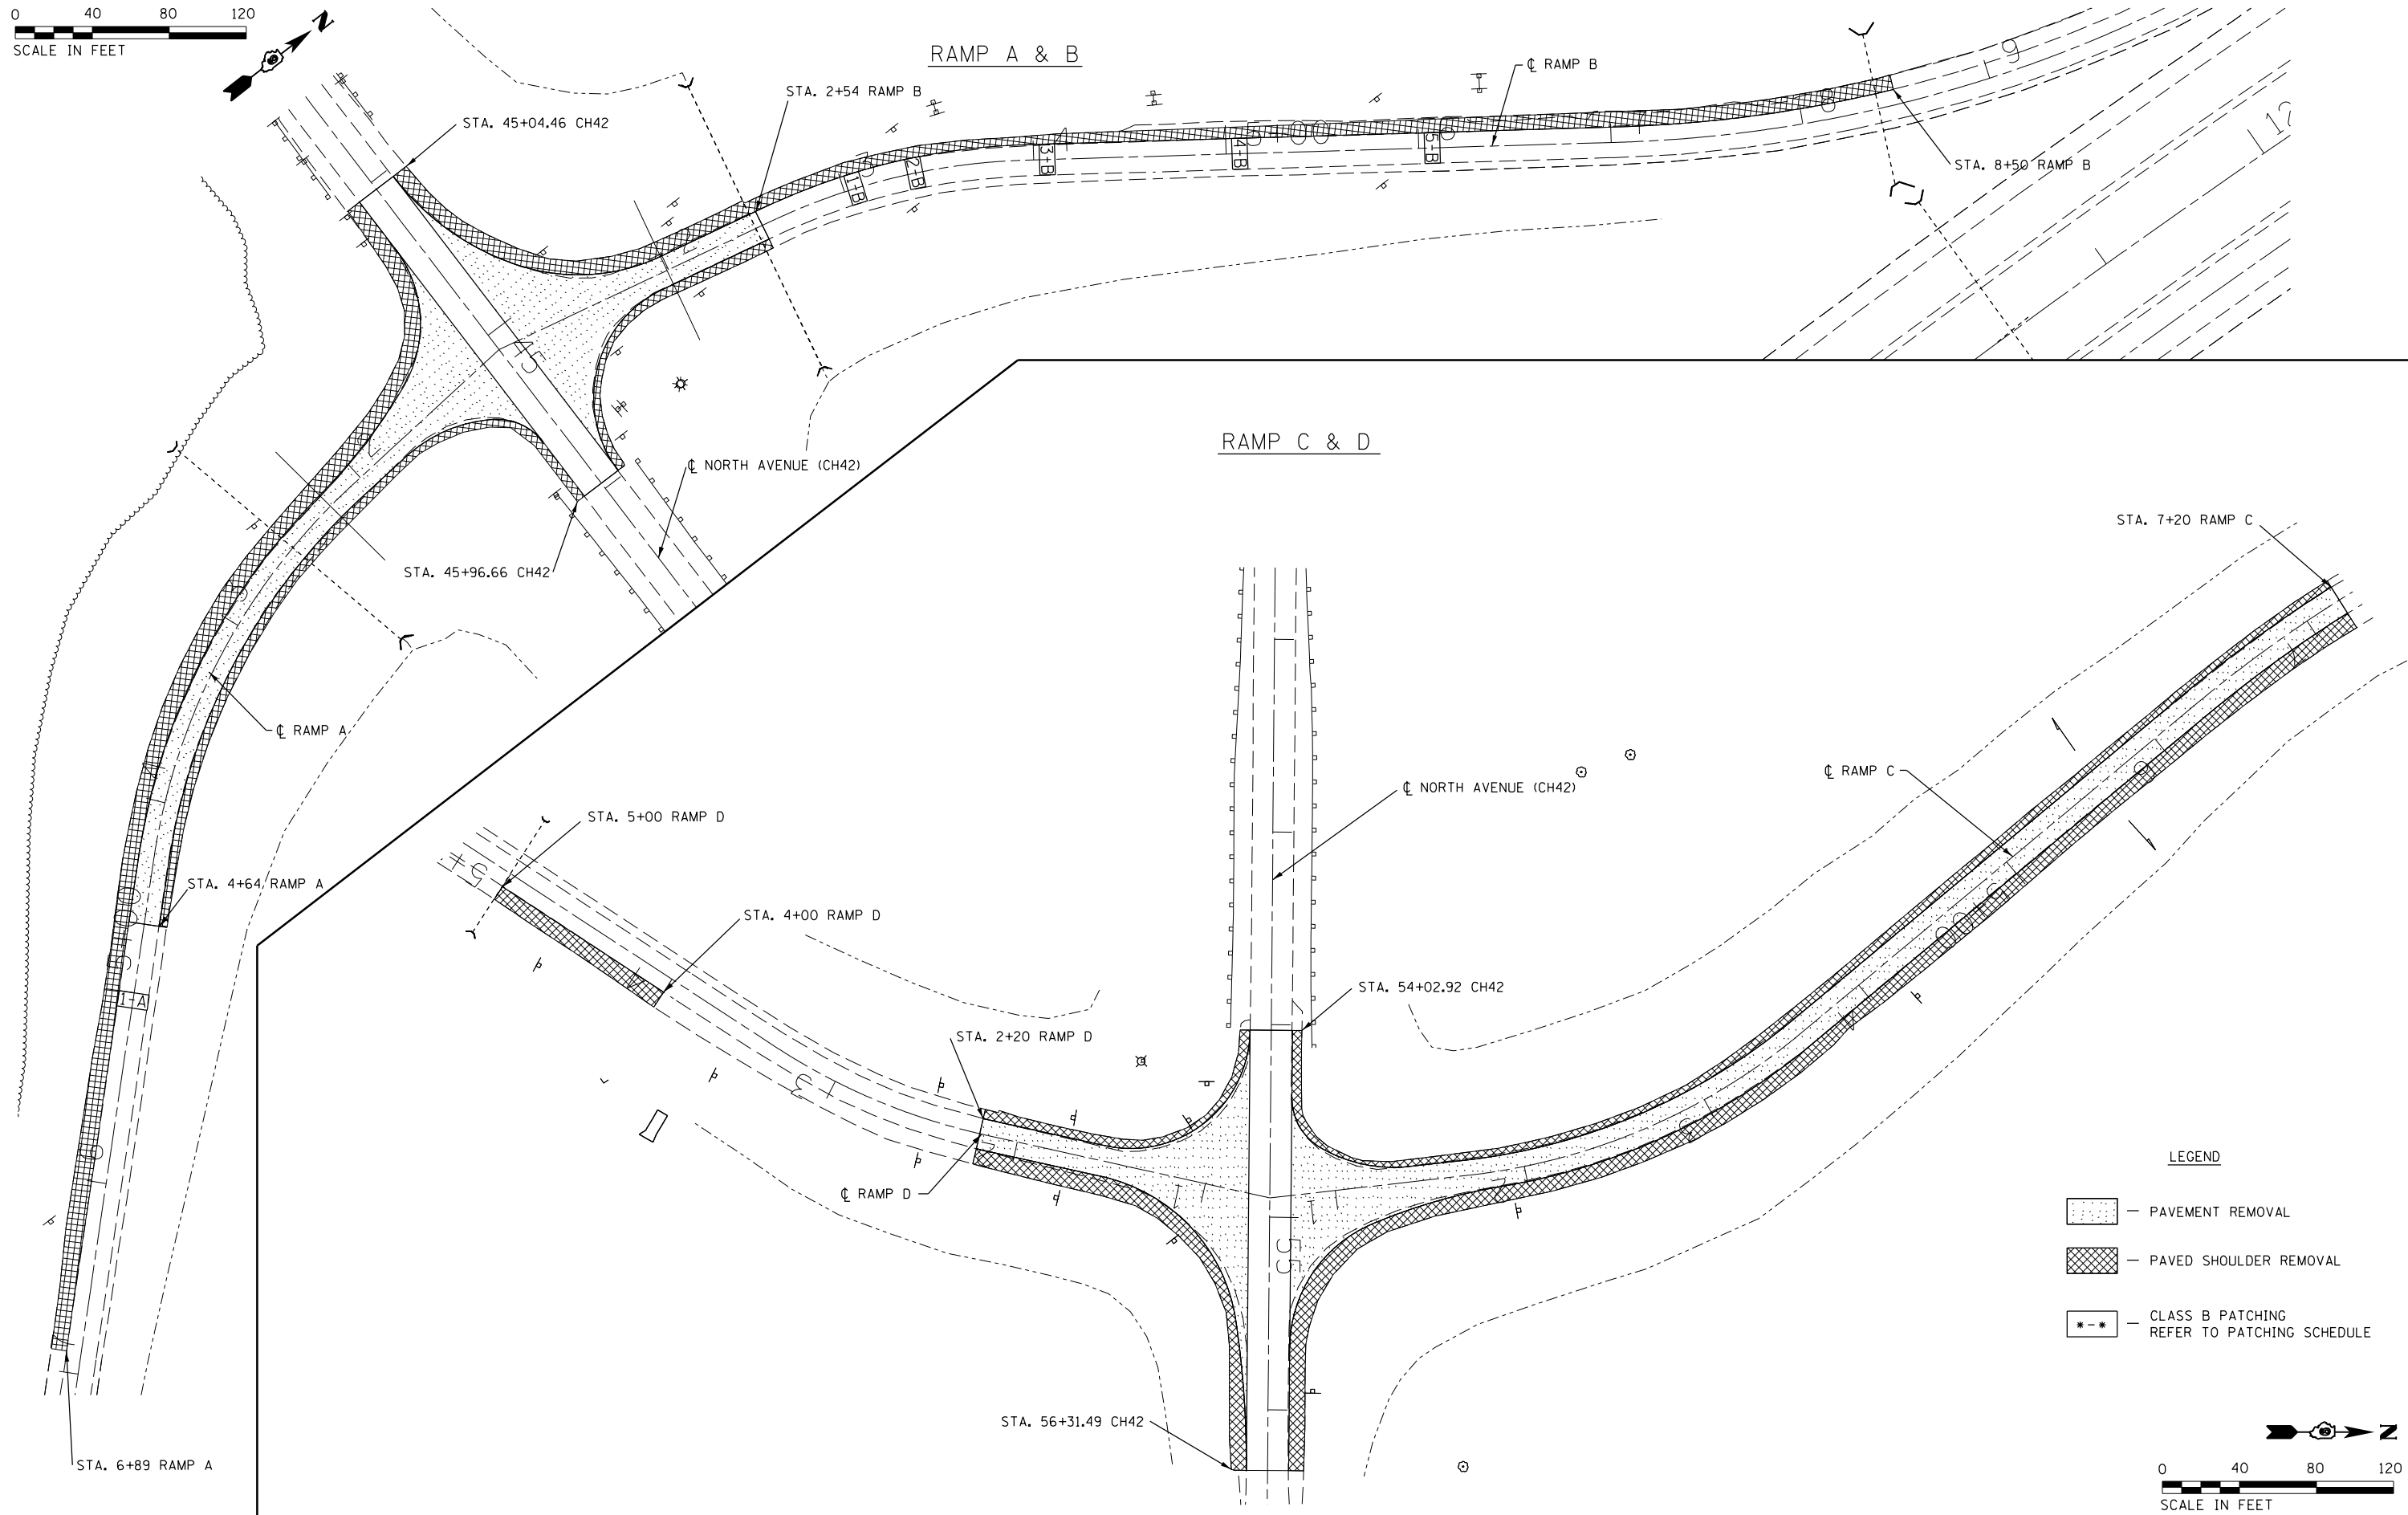 0 40 80 120
SCALE IN FEET
N
RAMP A & B
℄ RAMP B
STA. 2+54 RAMP B
STA. 45+04.46 CH42
STA. 8+50 RAMP B
1-B
2-B
3-B
4-B
5-B
9
12
45
℄ NORTH AVENUE (CH42)
STA. 45+96.66 CH42
℄ RAMP A
STA. 4+64 RAMP A
1-A
STA. 6+89 RAMP A
RAMP C & D
STA. 7+20 RAMP C
℄ RAMP C
℄ NORTH AVENUE (CH42)
STA. 5+00 RAMP D
STA. 4+00 RAMP D
STA. 54+02.92 CH42
STA. 2+20 RAMP D
3
℄ RAMP D
55
STA. 56+31.49 CH42
LEGEND
- PAVEMENT REMOVAL
- PAVED SHOULDER REMOVAL
*-* - CLASS B PATCHING
REFER TO PATCHING SCHEDULE
N
0 40 80 120
SCALE IN FEET